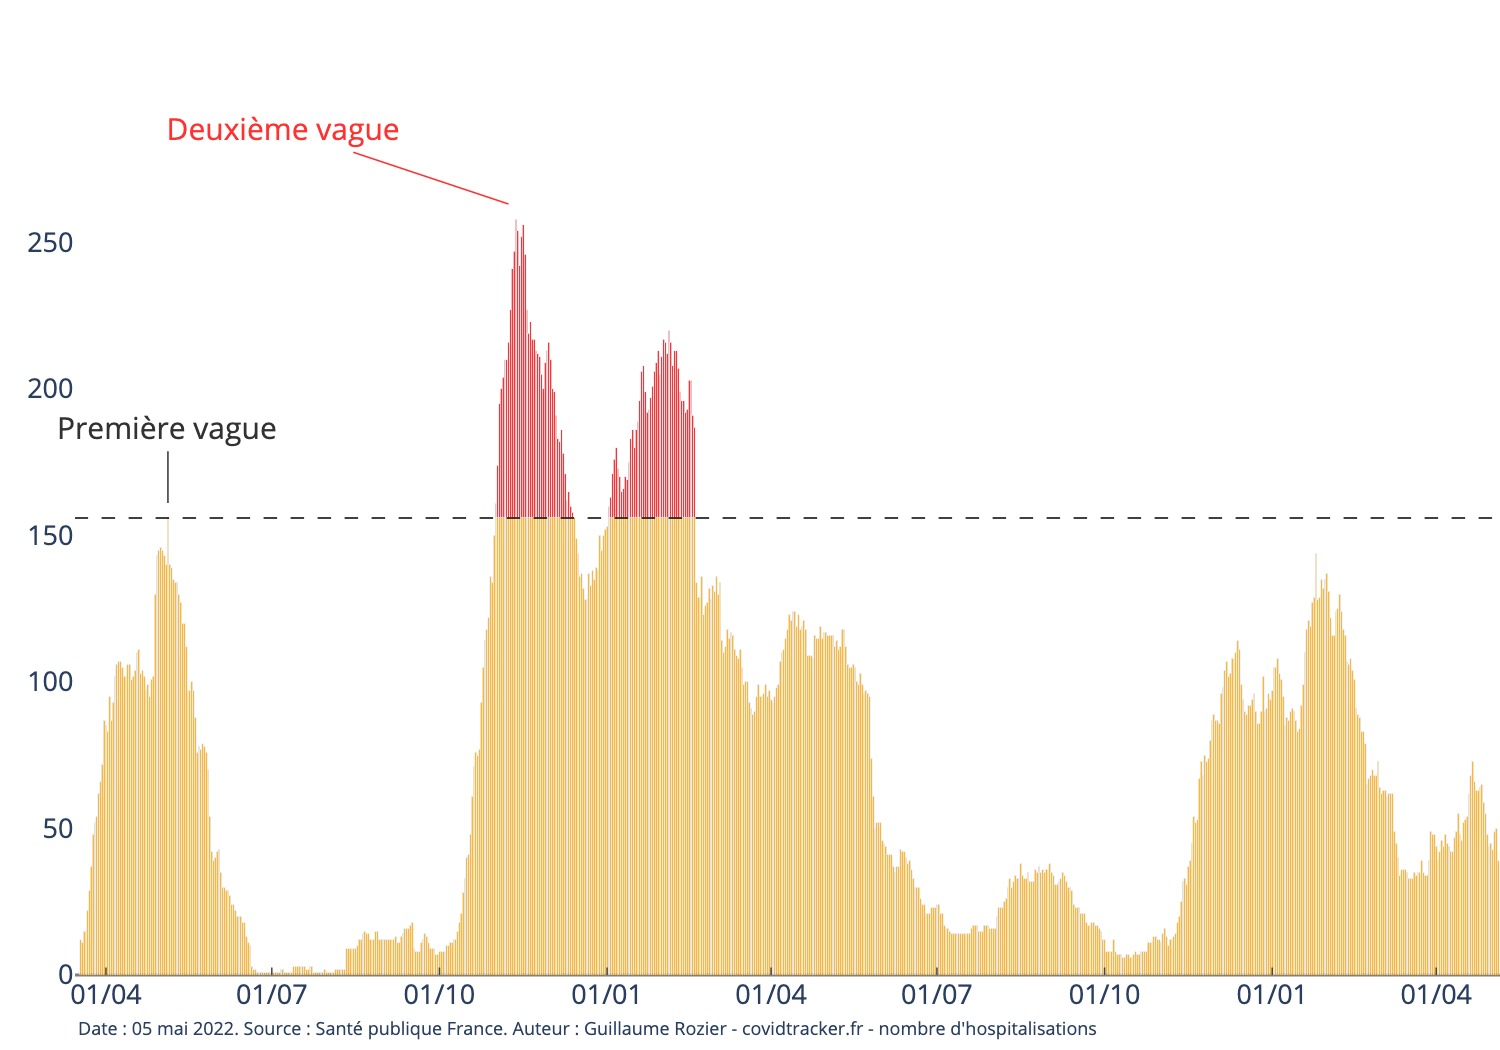 Deuxième vague
250
200
Première vague
150
100
50
0
01/04 01/07 01/10 01/01 01/04 01/07 01/10 01/01 01/04
Date : 05 mai 2022. Source : Santé publique France. Auteur : Guillaume Rozier - covidtracker.fr - nombre d'hospitalisations